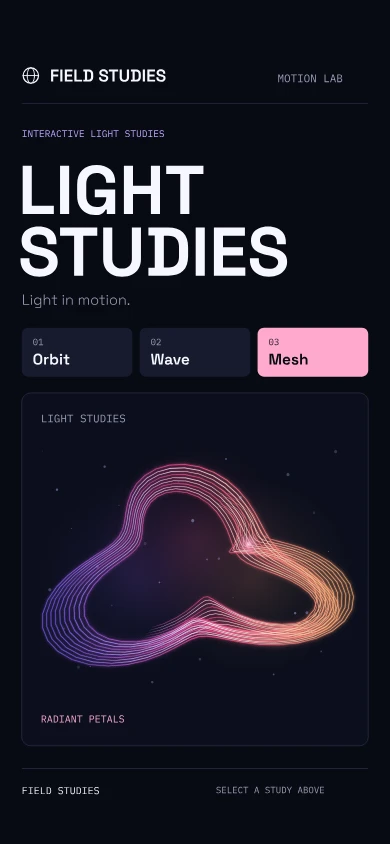 FIELD STUDIES
MOTION LAB
INTERACTIVE LIGHT STUDIES
LIGHT
STUDIES
Light in motion.
01
Orbit
02
Wave
03
Mesh
LIGHT STUDIES
RADIANT PETALS
FIELD STUDIES
SELECT A STUDY ABOVE